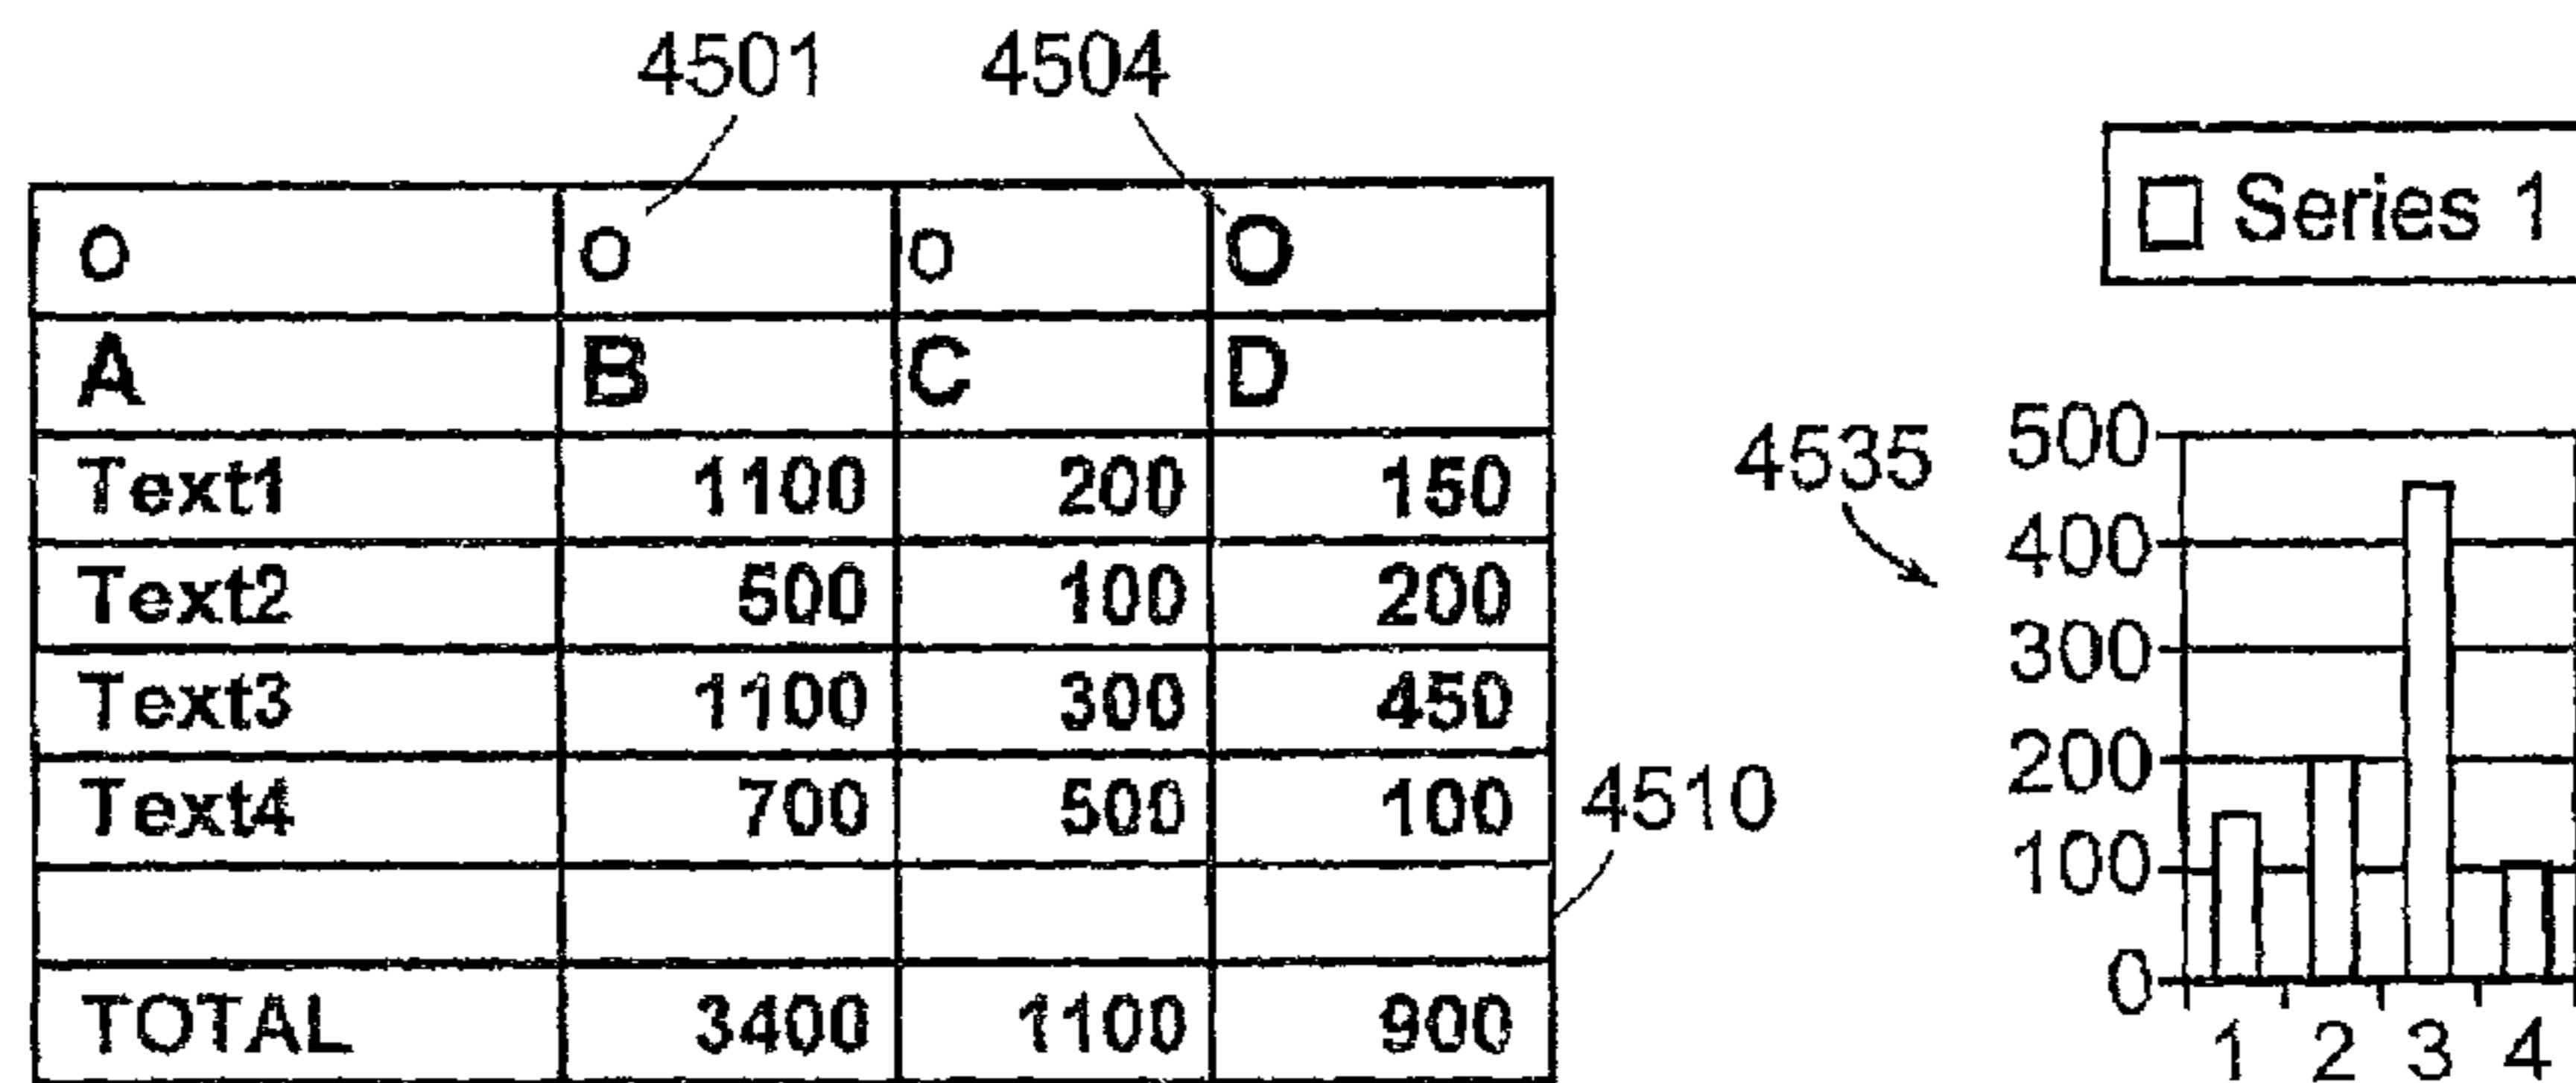 4501 4504
O O O O
A B C D
Text1 1100 200 150
Text2 500 100 200
Text3 1100 300 450
Text4 700 500 100
TOTAL 3400 1100 900
4510
Series 1
4535
500
400
300
200
100
0
1 2 3 4